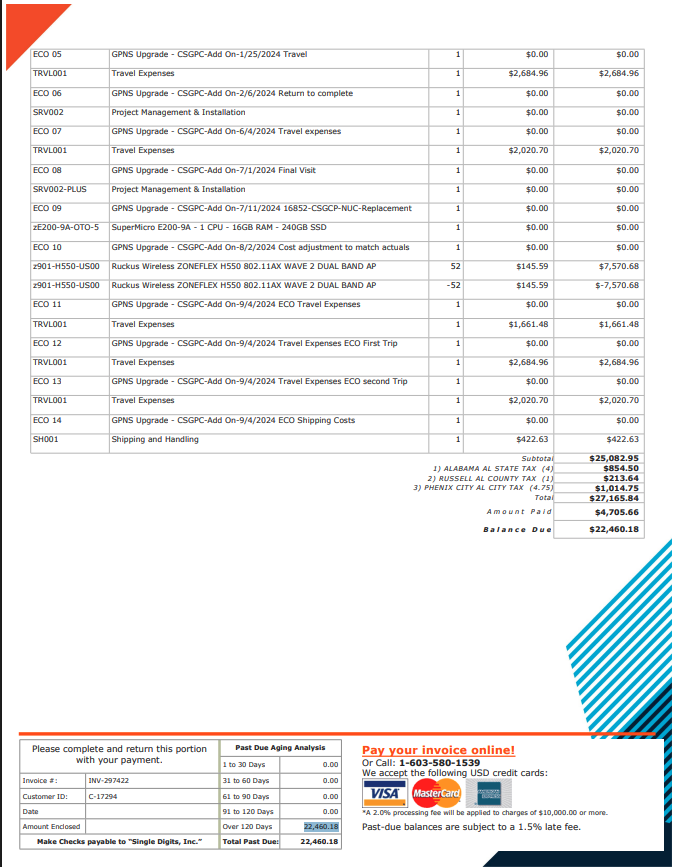 ECO 05 GPNS Upgrade - CSGPC-Add On-1/25/2024 Travel 1 $0.00 $0.00
TRVL001 Travel Expenses 1 $2,684.96 $2,684.96
ECO 06 GPNS Upgrade - CSGPC-Add On-2/6/2024 Return to complete 1 $0.00 $0.00
SRV002 Project Management & Installation 1 $0.00 $0.00
ECO 07 GPNS Upgrade - CSGPC-Add On-6/4/2024 Travel expenses 1 $0.00 $0.00
TRVL001 Travel Expenses 1 $2,020.70 $2,020.70
ECO 08 GPNS Upgrade - CSGPC-Add On-7/1/2024 Final Visit 1 $0.00 $0.00
SRV002-PLUS Project Management & Installation 1 $0.00 $0.00
ECO 09 GPNS Upgrade - CSGPC-Add On-7/11/2024 16852-CSGCP-NUC-Replacement 1 $0.00 $0.00
zE200-9A-OTO-5 SuperMicro E200-9A - 1 CPU - 16GB RAM - 240GB SSD 1 $0.00 $0.00
ECO 10 GPNS Upgrade - CSGPC-Add On-8/2/2024 Cost adjustment to match actuals 1 $0.00 $0.00
z901-H550-US00 Ruckus Wireless ZONEFLEX H550 802.11AX WAVE 2 DUAL BAND AP 52 $145.59 $7,570.68
z901-H550-US00 Ruckus Wireless ZONEFLEX H550 802.11AX WAVE 2 DUAL BAND AP -52 $145.59 $-7,570.68
ECO 11 GPNS Upgrade - CSGPC-Add On-9/4/2024 ECO Travel Expenses 1 $0.00 $0.00
TRVL001 Travel Expenses 1 $1,661.48 $1,661.48
ECO 12 GPNS Upgrade - CSGPC-Add On-9/4/2024 Travel Expenses ECO First Trip 1 $0.00 $0.00
TRVL001 Travel Expenses 1 $2,684.96 $2,684.96
ECO 13 GPNS Upgrade - CSGPC-Add On-9/4/2024 Travel Expenses ECO second Trip 1 $0.00 $0.00
TRVL001 Travel Expenses 1 $2,020.70 $2,020.70
ECO 14 GPNS Upgrade - CSGPC-Add On-9/4/2024 ECO Shipping Costs 1 $0.00 $0.00
SH001 Shipping and Handling 1 $422.63 $422.63
Subtotal $25,082.95
1) ALABAMA AL STATE TAX (4) $854.50
2) RUSSELL AL COUNTY TAX (1) $213.64
3) PHENIX CITY AL CITY TAX (4.75) $1,014.75
Total $27,165.84
Amount Paid $4,705.66
Balance Due $22,460.18
Please complete and return this portion
with your payment.
Invoice #: INV-297422
Customer ID: C-17294
Date
Amount Enclosed
Make Checks payable to "Single Digits, Inc."
Past Due Aging Analysis
1 to 30 Days 0.00
31 to 60 Days 0.00
61 to 90 Days 0.00
91 to 120 Days 0.00
Over 120 Days 22,460.18
Total Past Due: 22,460.18
Pay your invoice online!
Or Call: 1-603-580-1539
We accept the following USD credit cards:
VISA MasterCard
*A 2.0% processing fee will be applied to charges of $10,000.00 or more.
Past-due balances are subject to a 1.5% late fee.